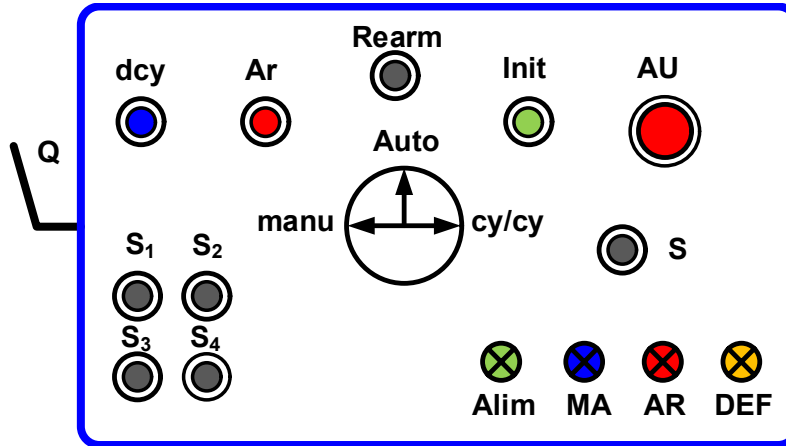 Rearm
dcy Ar Init AU
Auto
Q
manu cy/cy
S₁ S₂ S
S₃ S₄
Alim MA AR DEF